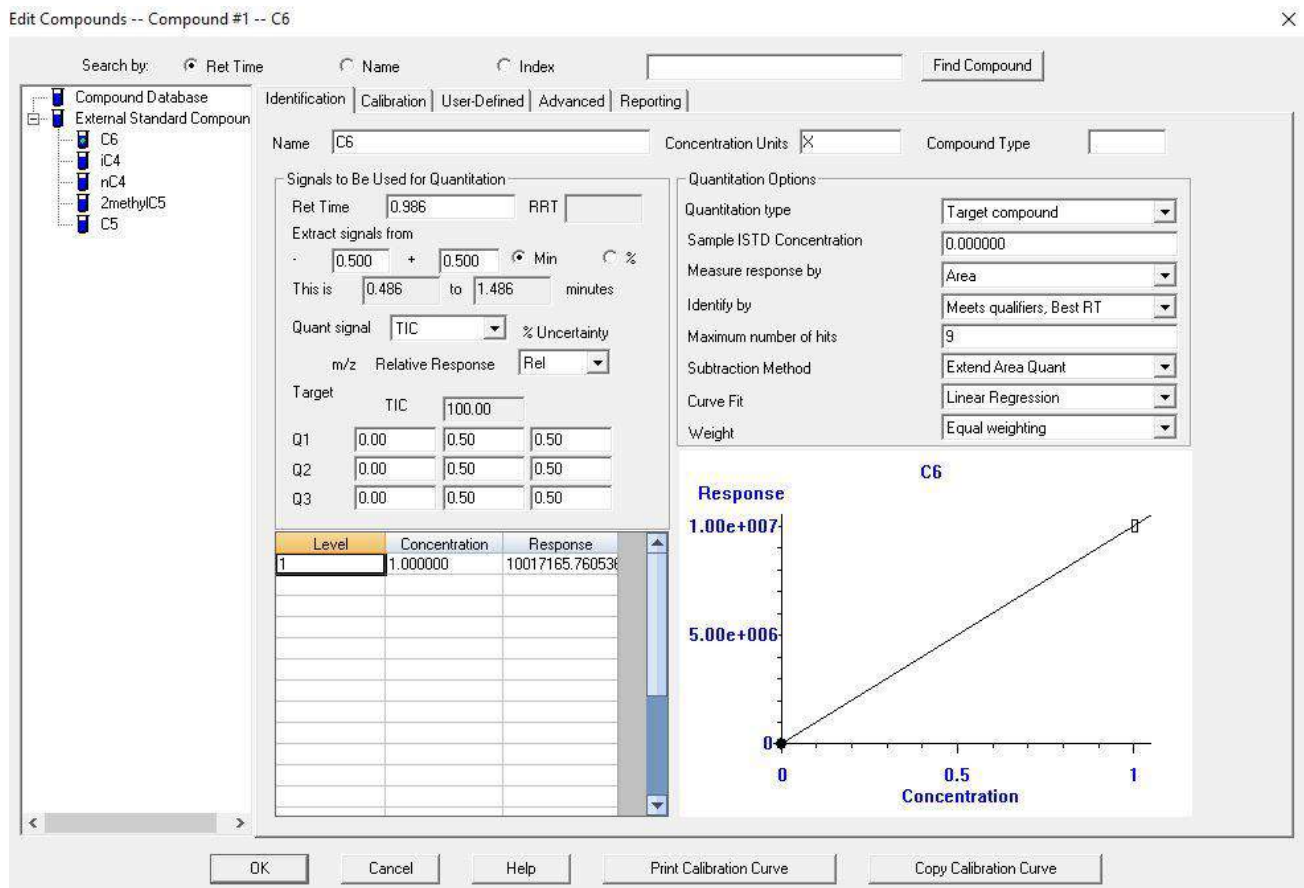 Edit Compounds -- Compound #1 -- C6
Search by: Ret Time Name Index Find Compound
Compound Database
External Standard Compoun
C6
iC4
nC4
2methylC5
C5
Identification Calibration User-Defined Advanced Reporting
Name C6 Concentration Units X Compound Type
Signals to Be Used for Quantitation
Ret Time 0.986 RRT
Extract signals from
- 0.500 + 0.500 Min %
This is 0.486 to 1.486 minutes
Quant signal TIC % Uncertainty
m/z Relative Response Rel
Target
TIC 100.00
Q1 0.00 0.50 0.50
Q2 0.00 0.50 0.50
Q3 0.00 0.50 0.50
Quantitation Options
Quantitation type Target compound
Sample ISTD Concentration 0.000000
Measure response by Area
Identify by Meets qualifiers, Best RT
Maximum number of hits 9
Subtraction Method Extend Area Quant
Curve Fit Linear Regression
Weight Equal weighting
Level Concentration Response
1 1.000000 10017165.760536
C6
Response
1.00e+007
5.00e+006
0
0 0.5 1
Concentration
OK Cancel Help Print Calibration Curve Copy Calibration Curve